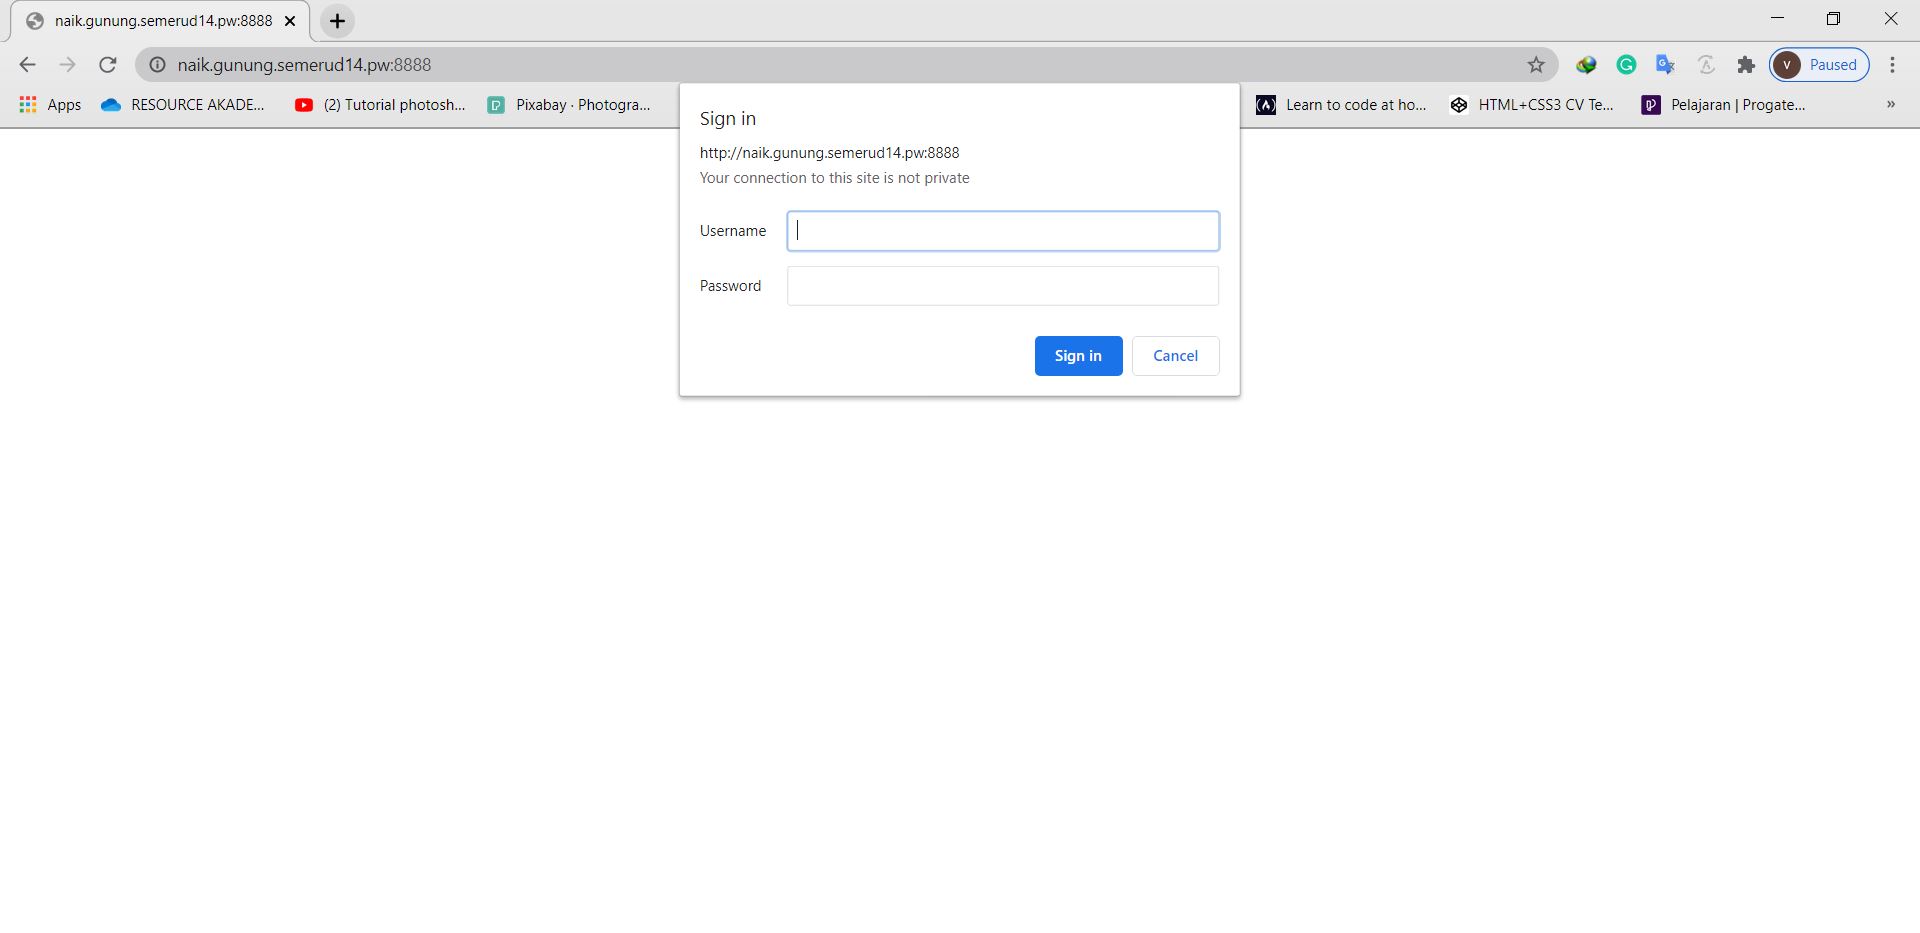 naik.gunung.semerud14.pw:8888
naik.gunung.semerud14.pw:8888
V Paused
Apps RESOURCE AKADE... (2) Tutorial photosh... Pixabay · Photogra... Learn to code at ho... HTML+CSS3 CV Te... Pelajaran | Progate... »
Sign in
http://naik.gunung.semerud14.pw:8888
Your connection to this site is not private
Username
Password
Sign in Cancel